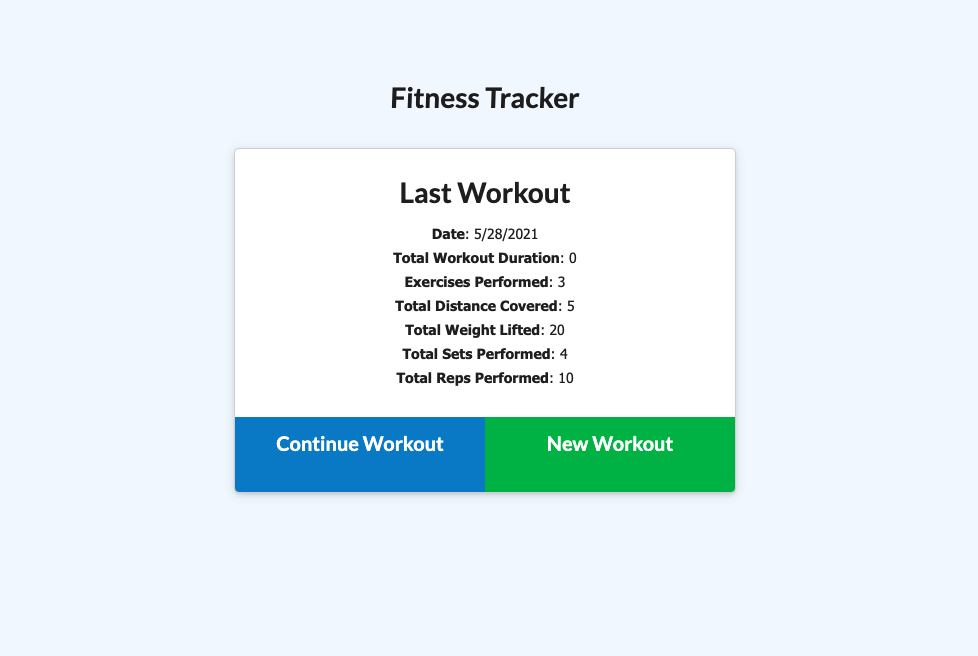 Fitness Tracker
Last Workout
Date: 5/28/2021
Total Workout Duration: 0
Exercises Performed: 3
Total Distance Covered: 5
Total Weight Lifted: 20
Total Sets Performed: 4
Total Reps Performed: 10
Continue Workout
New Workout